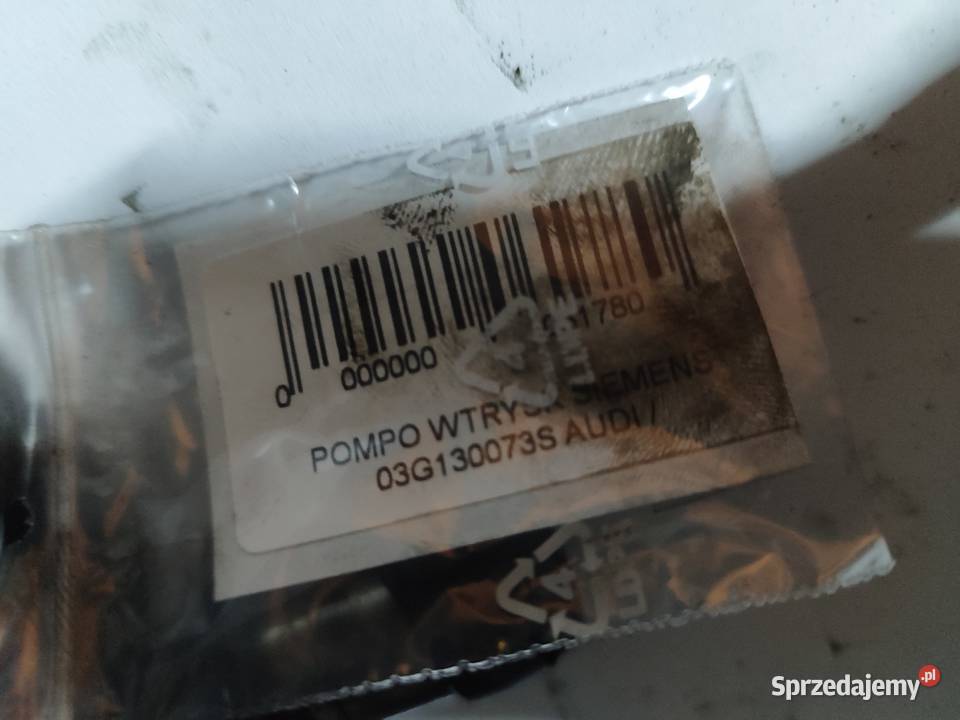 0 000000 1780
POMPO WTRYSK SIEMENS
03G130073S AUDI /
Sprzedajemy.pl